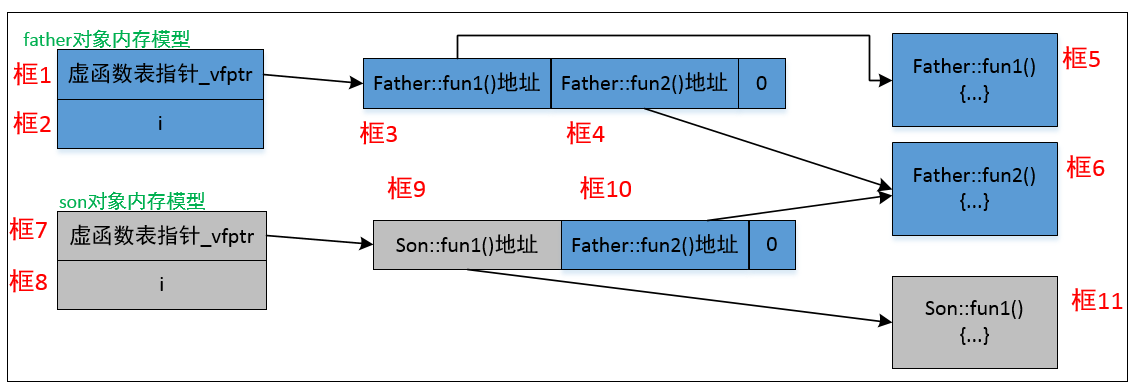 father对象内存模型
框1
虚函数表指针_vfptr
框2
i
Father::fun1()地址
Father::fun2()地址
0
框3
框4
Father::fun1()
{...}
框5
Father::fun2()
{...}
框6
son对象内存模型
框7
虚函数表指针_vfptr
框8
i
框9
框10
Son::fun1()地址
Father::fun2()地址
0
Son::fun1()
{...}
框11